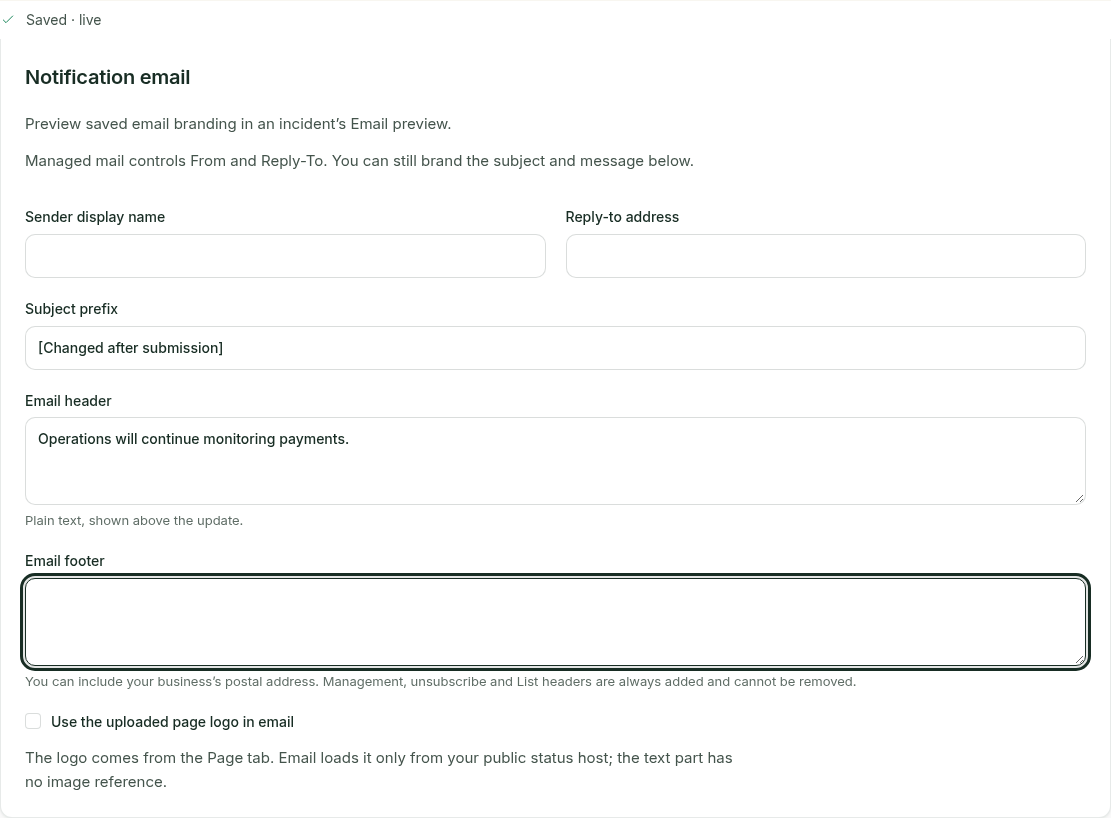 Saved · live
Notification email
Preview saved email branding in an incident’s Email preview.
Managed mail controls From and Reply-To. You can still brand the subject and message below.
Sender display name
Reply-to address
Subject prefix
[Changed after submission]
Email header
Operations will continue monitoring payments.
Plain text, shown above the update.
Email footer
You can include your business’s postal address. Management, unsubscribe and List headers are always added and cannot be removed.
Use the uploaded page logo in email
The logo comes from the Page tab. Email loads it only from your public status host; the text part has
no image reference.